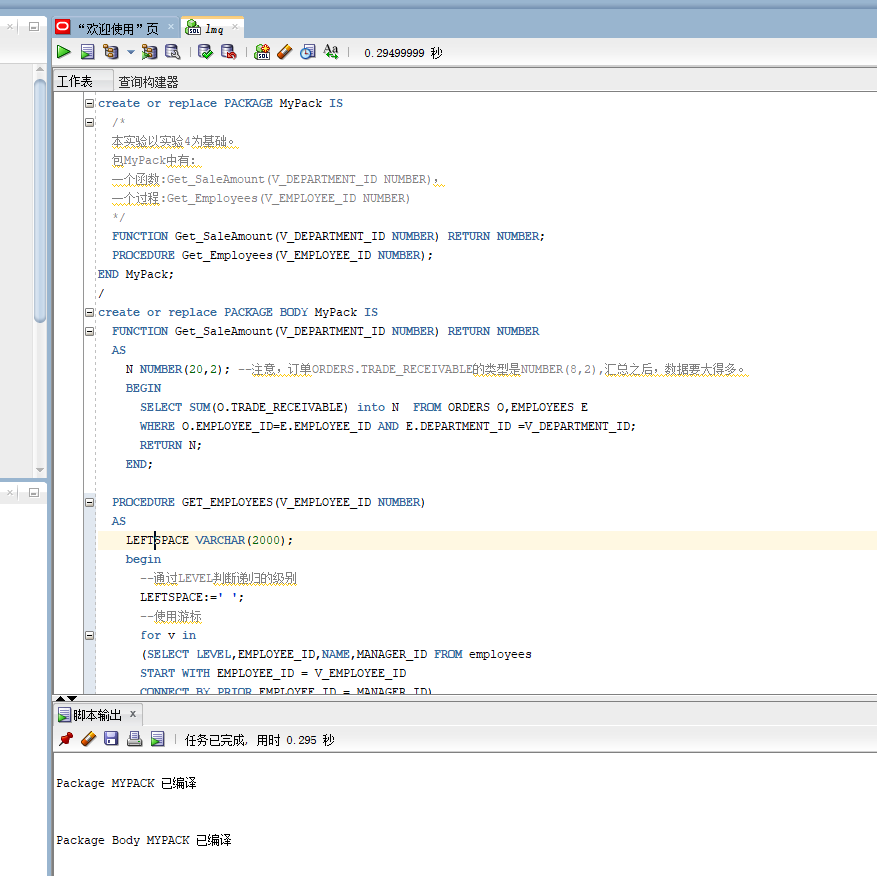 “欢迎使用”页
lmq
0.29499999 秒
工作表 查询构建器
create or replace PACKAGE MyPack IS
/*
本实验以实验4为基础。
包MyPack中有:
一个函数:Get_SaleAmount(V_DEPARTMENT_ID NUMBER),
一个过程:Get_Employees(V_EMPLOYEE_ID NUMBER)
*/
FUNCTION Get_SaleAmount(V_DEPARTMENT_ID NUMBER) RETURN NUMBER;
PROCEDURE Get_Employees(V_EMPLOYEE_ID NUMBER);
END MyPack;
/
create or replace PACKAGE BODY MyPack IS
FUNCTION Get_SaleAmount(V_DEPARTMENT_ID NUMBER) RETURN NUMBER
AS
N NUMBER(20,2); --注意,订单ORDERS.TRADE_RECEIVABLE的类型是NUMBER(8,2),汇总之后,数据要大得多。
BEGIN
SELECT SUM(O.TRADE_RECEIVABLE) into N  FROM ORDERS O,EMPLOYEES E
WHERE O.EMPLOYEE_ID=E.EMPLOYEE_ID AND E.DEPARTMENT_ID =V_DEPARTMENT_ID;
RETURN N;
END;
PROCEDURE GET_EMPLOYEES(V_EMPLOYEE_ID NUMBER)
AS
LEFTSPACE VARCHAR(2000);
begin
--通过LEVEL判断递归的级别
LEFTSPACE:=' ';
--使用游标
for v in
(SELECT LEVEL,EMPLOYEE_ID,NAME,MANAGER_ID FROM employees
START WITH EMPLOYEE_ID = V_EMPLOYEE_ID
CONNECT BY PRIOR EMPLOYEE_ID = MANAGER_ID)
脚本输出
任务已完成, 用时 0.295 秒
Package MYPACK 已编译
Package Body MYPACK 已编译